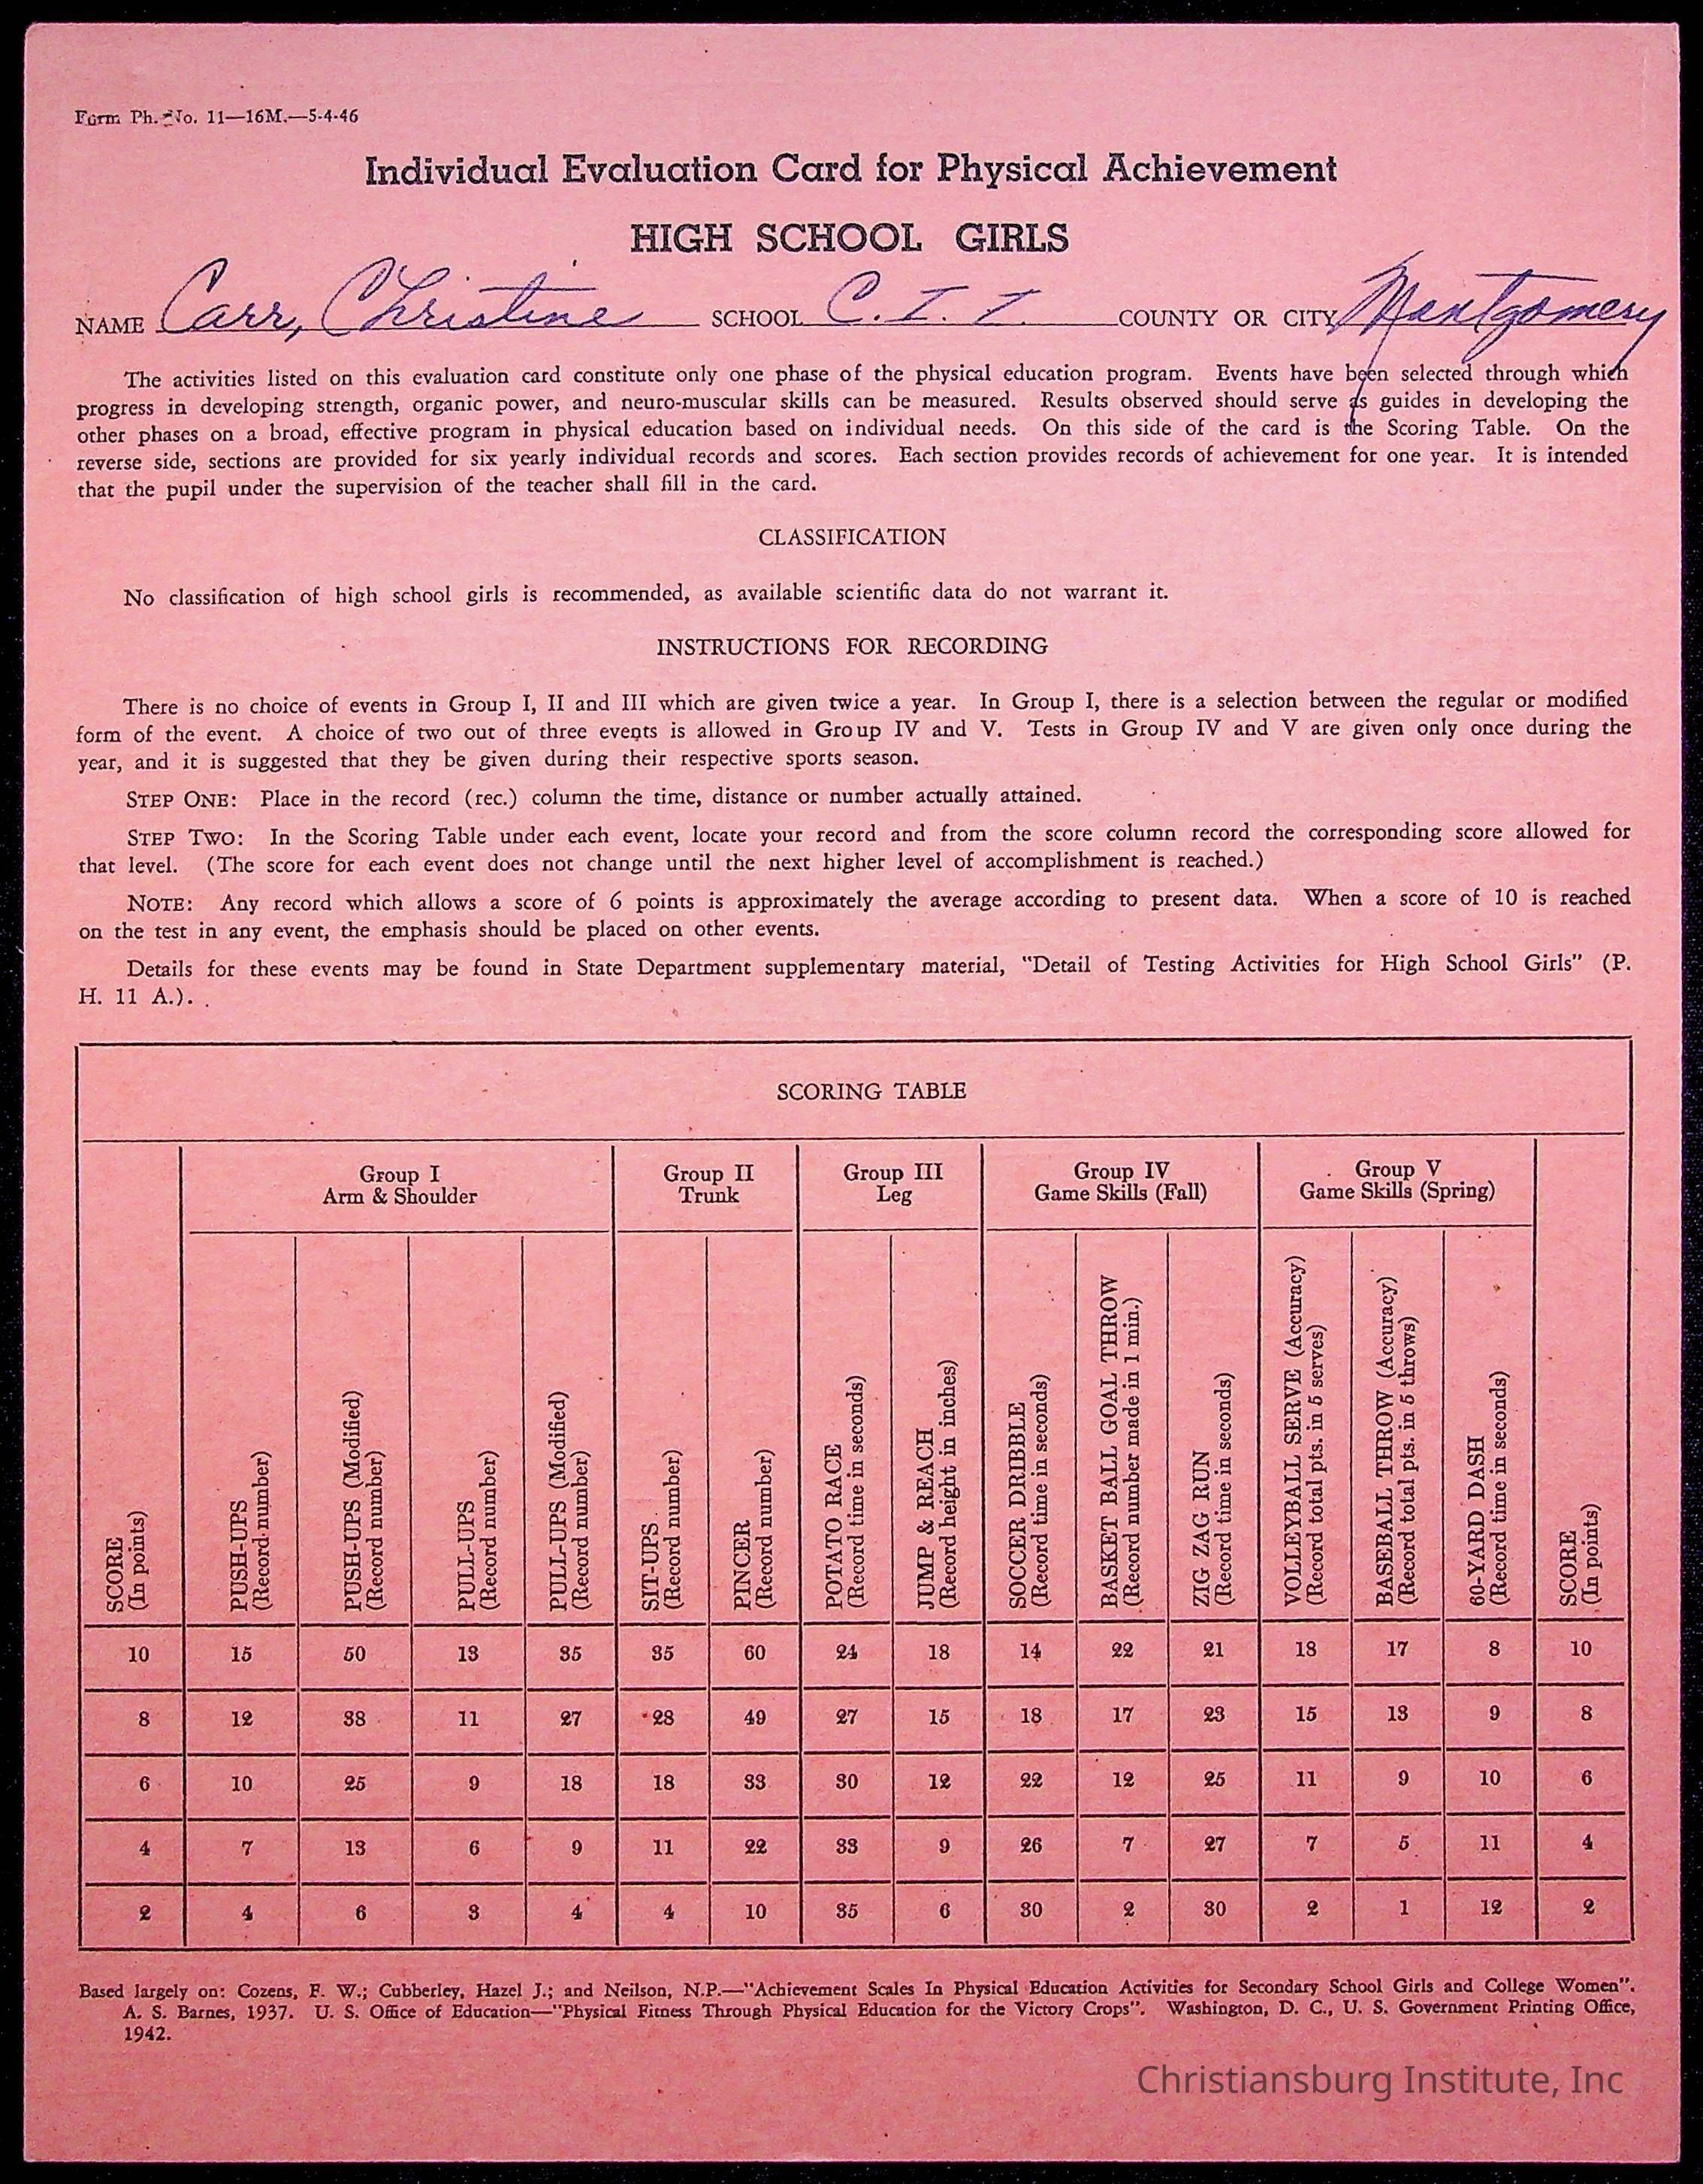 Form Ph. No. 11—16M.—5-4-46
Individual Evaluation Card for Physical Achievement
HIGH SCHOOL GIRLS
NAME Carr, Christine SCHOOL C. I. I. COUNTY OR CITY Montgomery
The activities listed on this evaluation card constitute only one phase of the physical education program. Events have been selected through which
progress in developing strength, organic power, and neuro-muscular skills can be measured. Results observed should serve as guides in developing the
other phases on a broad, effective program in physical education based on individual needs. On this side of the card is the Scoring Table. On the
reverse side, sections are provided for six yearly individual records and scores. Each section provides records of achievement for one year. It is intended
that the pupil under the supervision of the teacher shall fill in the card.
CLASSIFICATION
No classification of high school girls is recommended, as available scientific data do not warrant it.
INSTRUCTIONS FOR RECORDING
There is no choice of events in Group I, II and III which are given twice a year. In Group I, there is a selection between the regular or modified
form of the event. A choice of two out of three events is allowed in Group IV and V. Tests in Group IV and V are given only once during the
year, and it is suggested that they be given during their respective sports season.
STEP ONE: Place in the record (rec.) column the time, distance or number actually attained.
STEP TWO: In the Scoring Table under each event, locate your record and from the score column record the corresponding score allowed for
that level. (The score for each event does not change until the next higher level of accomplishment is reached.)
NOTE: Any record which allows a score of 6 points is approximately the average according to present data. When a score of 10 is reached
on the test in any event, the emphasis should be placed on other events.
Details for these events may be found in State Department supplementary material, "Detail of Testing Activities for High School Girls" (P.
H. 11 A.).
SCORING TABLE
Group I Group II Group III Group IV Group V
Arm & Shoulder Trunk Leg Game Skills (Fall) Game Skills (Spring)
SCORE
(In points)
PUSH-UPS
(Record number)
PUSH-UPS (Modified)
(Record number)
PULL-UPS
(Record number)
PULL-UPS (Modified)
(Record number)
SIT-UPS
(Record number)
PINCER
(Record number)
POTATO RACE
(Record time in seconds)
JUMP & REACH
(Record height in inches)
SOCCER DRIBBLE
(Record time in seconds)
BASKET BALL GOAL THROW
(Record number made in 1 min.)
ZIG ZAG RUN
(Record time in seconds)
VOLLEYBALL SERVE (Accuracy)
(Record total pts. in 5 serves)
BASEBALL THROW (Accuracy)
(Record total pts. in 5 throws)
60-YARD DASH
(Record time in seconds)
SCORE
(In points)
10 15 50 13 35 35 60 24 18 14 22 21 18 17 8 10
8 12 38 11 27 28 49 27 15 18 17 23 15 13 9 8
6 10 25 9 18 18 33 30 12 22 12 25 11 9 10 6
4 7 13 6 9 11 22 33 9 26 7 27 7 5 11 4
2 4 6 3 4 4 10 35 6 30 2 30 2 1 12 2
Based largely on: Cozens, F. W.; Cubberley, Hazel J.; and Neilson, N.P.—"Achievement Scales In Physical Education Activities for Secondary School Girls and College Women".
A. S. Barnes, 1937. U. S. Office of Education—"Physical Fitness Through Physical Education for the Victory Crops". Washington, D. C., U. S. Government Printing Office,
1942.
Christiansburg Institute, Inc